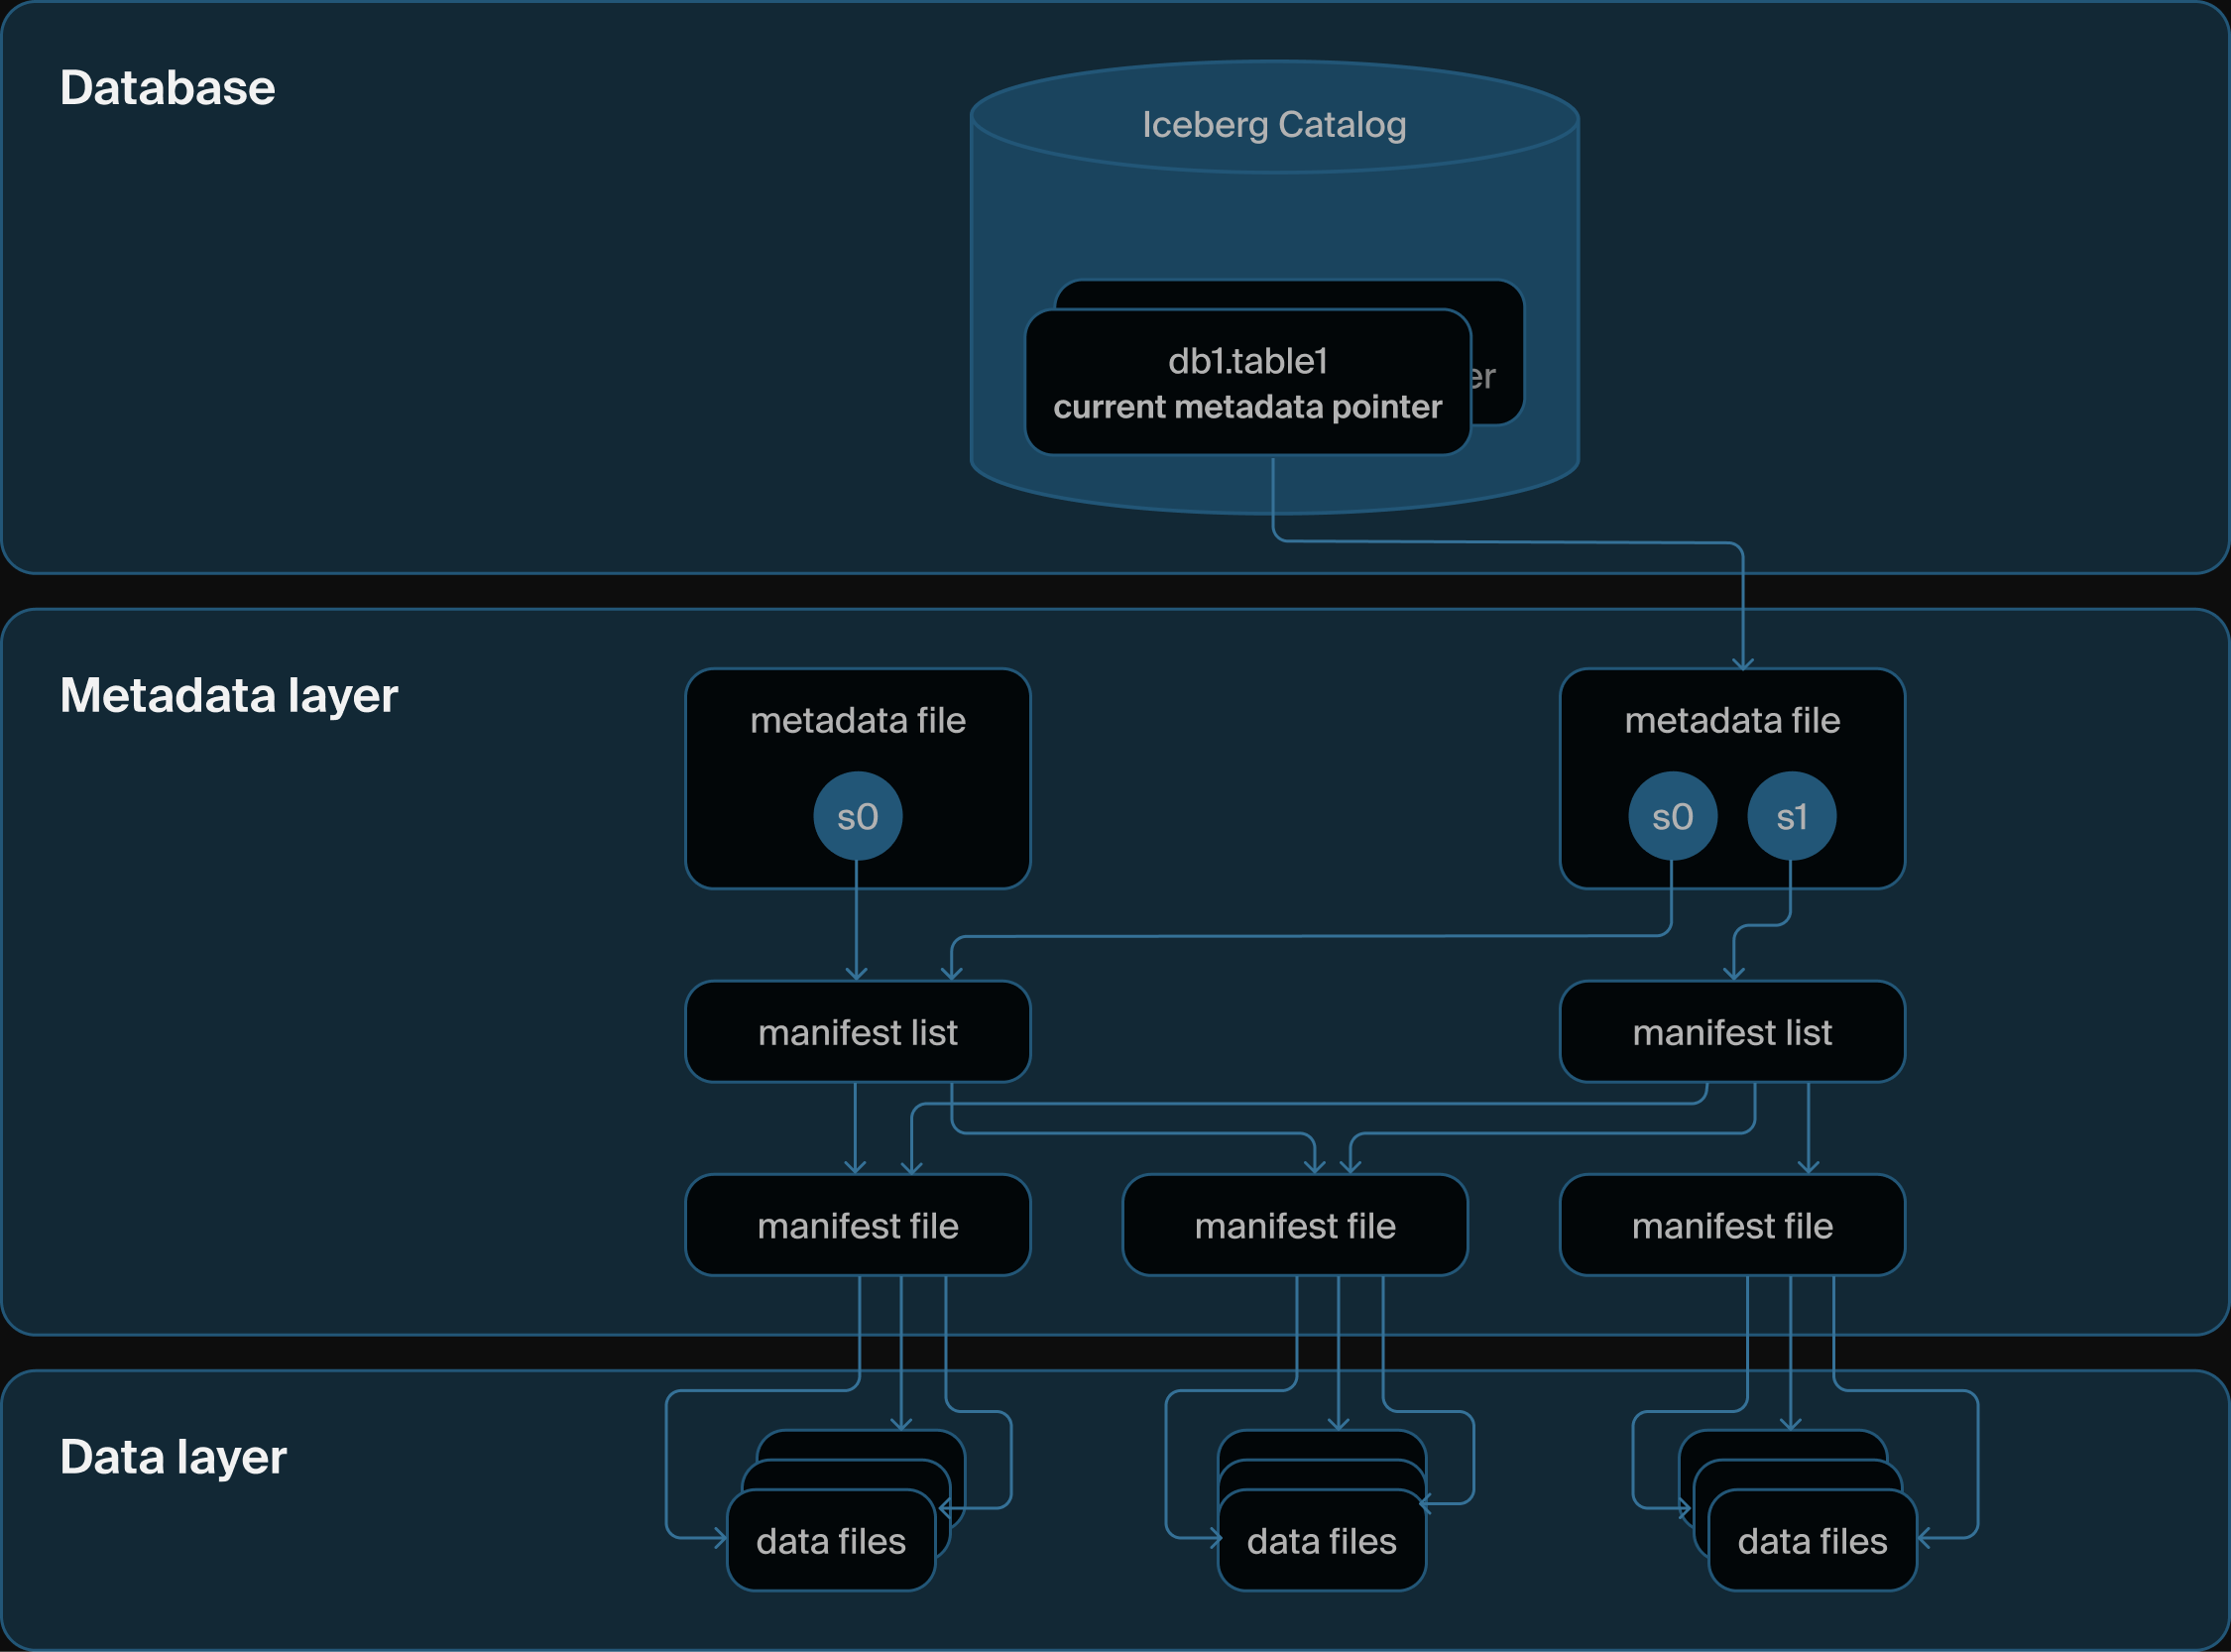 Database
Iceberg Catalog
db1.table1
current metadata pointer
er
Metadata layer
metadata file
metadata file
s0
s0
s1
manifest list
manifest list
manifest file
manifest file
manifest file
Data layer
data files
data files
data files